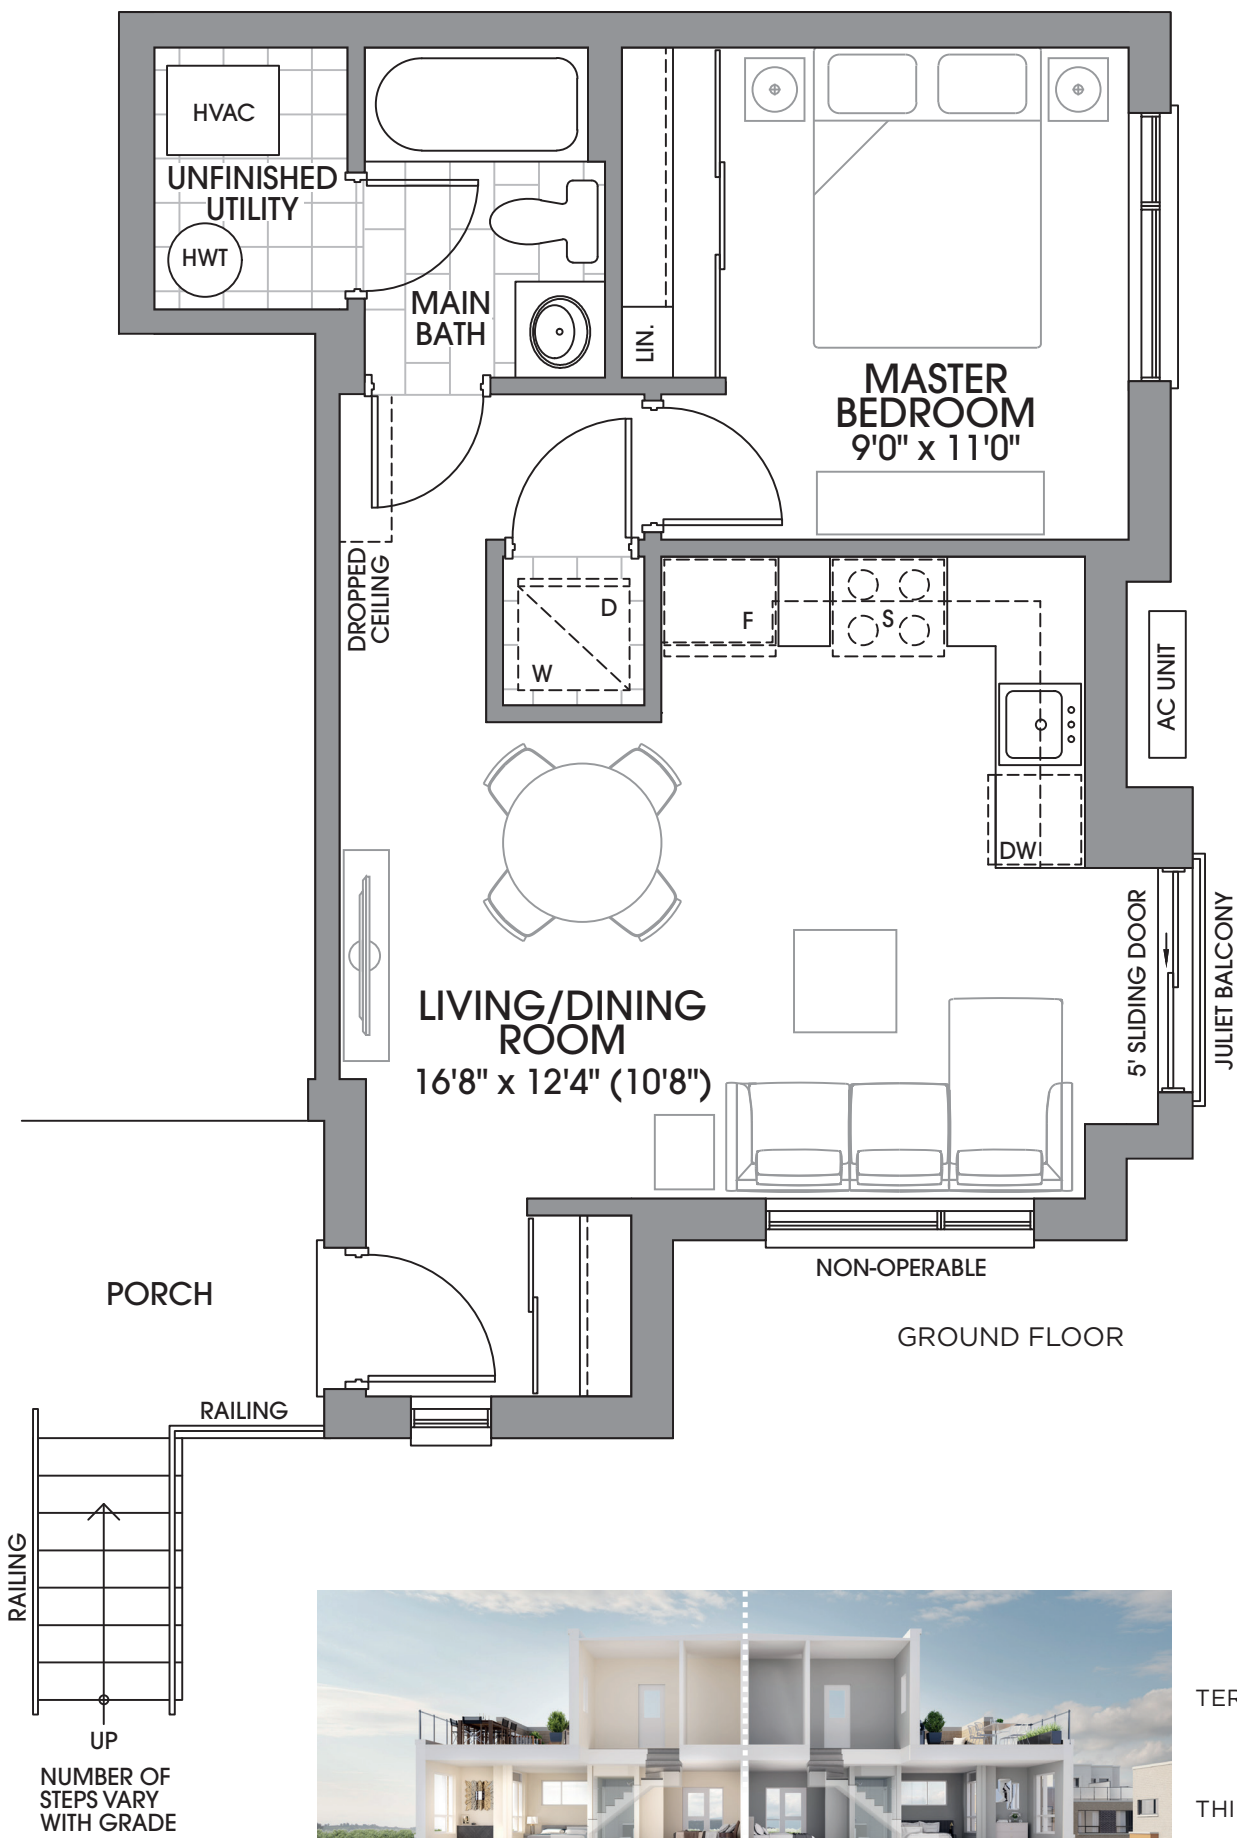 HVAC
UNFINISHED
UTILITY
HWT
MAIN
BATH
LIN.
MASTER
BEDROOM
9'0" x 11'0"
DROPPED
CEILING
D
W
F
S
AC UNIT
DW
5' SLIDING DOOR
JULIET BALCONY
LIVING/DINING
ROOM
16'8" x 12'4" (10'8")
NON-OPERABLE
PORCH
GROUND FLOOR
RAILING
RAILING
UP
NUMBER OF
STEPS VARY
WITH GRADE